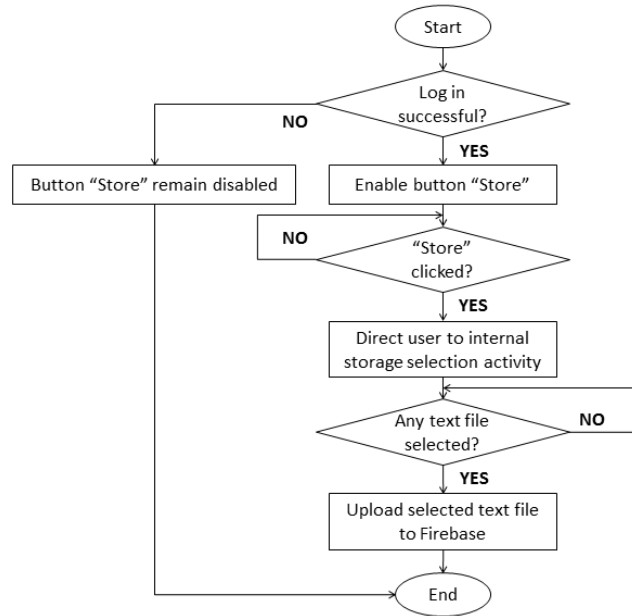 Start
Log in
successful?
NO
YES
Button “Store” remain disabled
Enable button “Store”
NO
“Store”
clicked?
YES
Direct user to internal
storage selection activity
Any text file
selected?
NO
YES
Upload selected text file
to Firebase
End